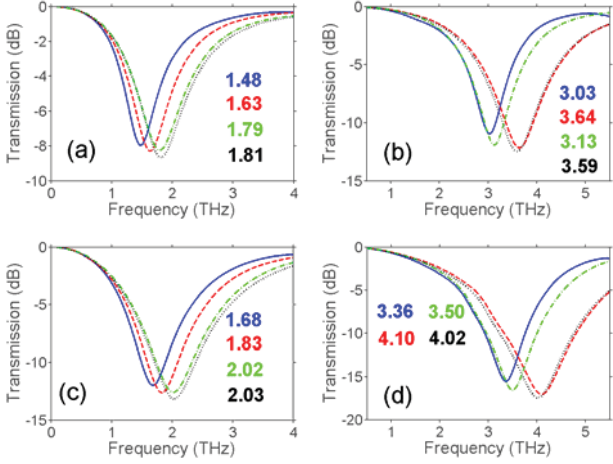 0
-2
-4
-6
-8
-10
Transmission (dB)
(a)
1.48
1.63
1.79
1.81
0 1 2 3 4
Frequency (THz)
0
-5
-10
-15
Transmission (dB)
(b)
3.03
3.64
3.13
3.59
1 2 3 4 5
Frequency (THz)
0
-5
-10
-15
Transmission (dB)
(c)
1.68
1.83
2.02
2.03
0 1 2 3 4
Frequency (THz)
0
-5
-10
-15
-20
Transmission (dB)
3.36 3.50
4.10 4.02
(d)
1 2 3 4 5
Frequency (THz)